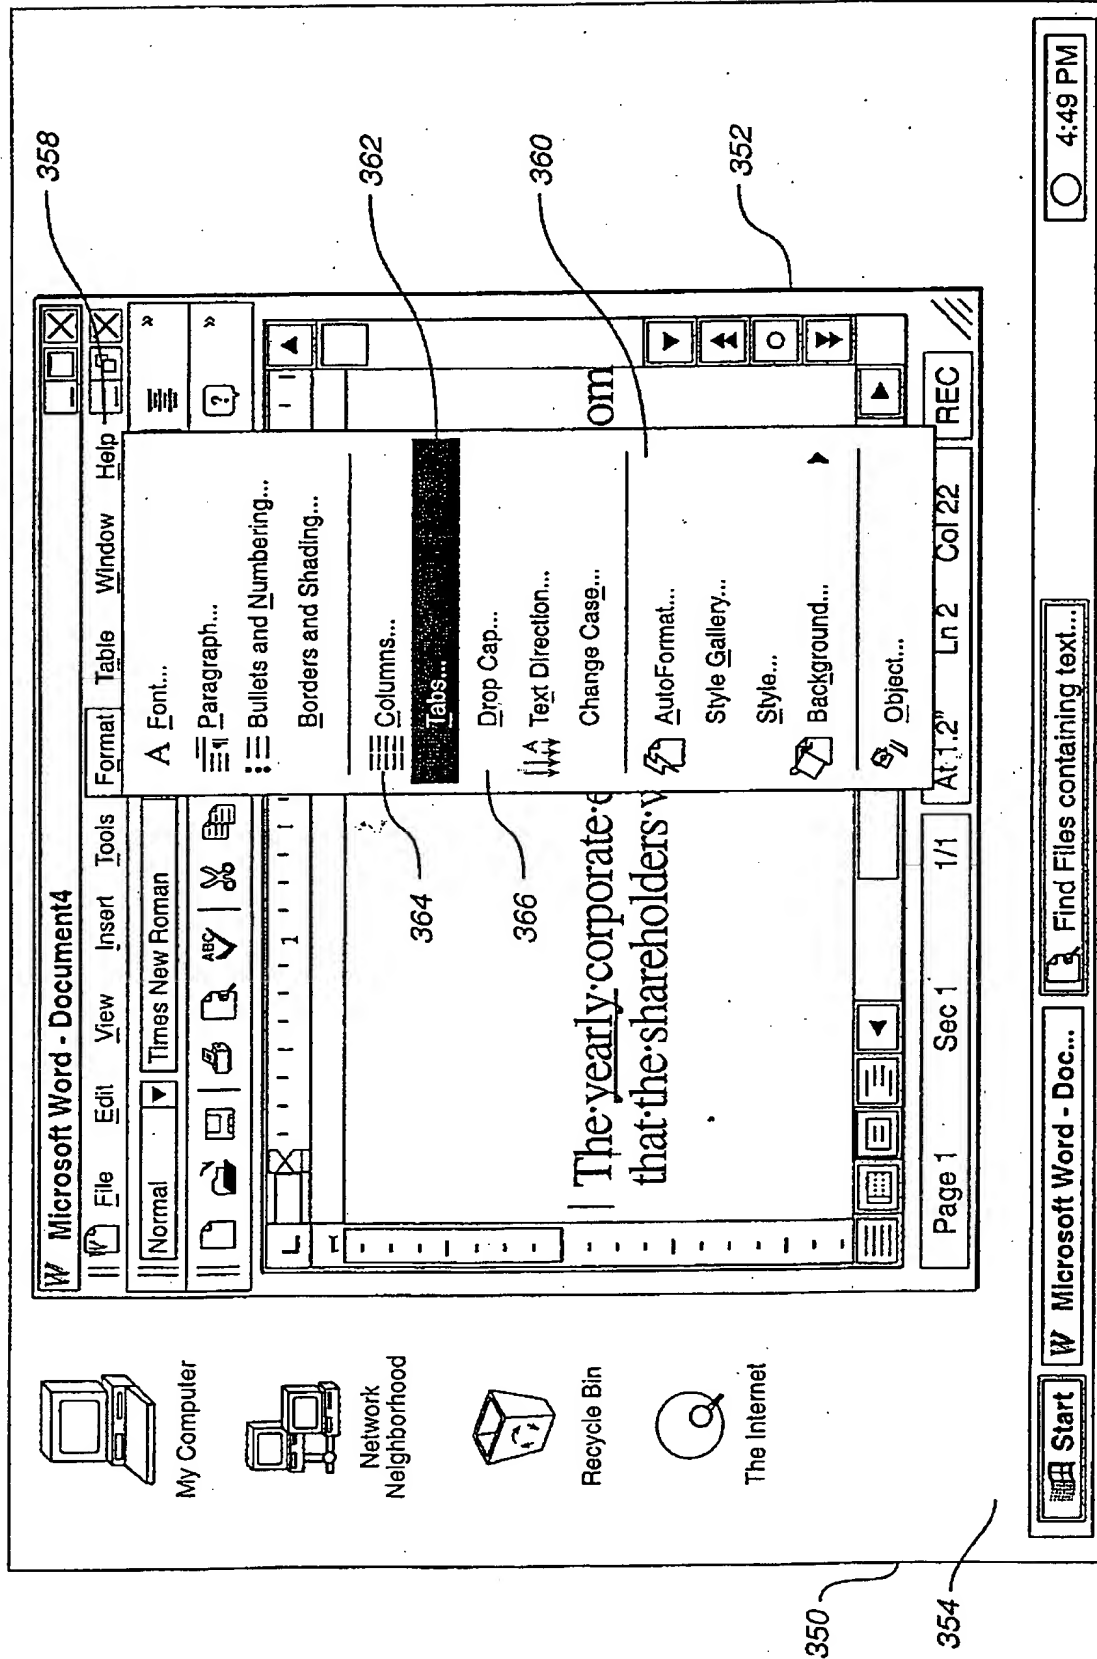 W Microsoft Word - Document4
File Edit View Insert Tools Format Table Window Help
358
Normal Times New Roman »
ABC ? »
L 1
A Font...
Paragraph...
Bullets and Numbering...
Borders and Shading...
Columns...
Tabs...
Drop Cap...
Text Direction...
Change Case...
AutoFormat...
Style Gallery...
Style...
Background...
Object...
362
364
366
360
352
The·yearly·corporate·e om
that·the·shareholders·v
Page 1 Sec 1 1/1 At 1.2" Ln 2 Col 22 REC
My Computer
Network
Neighborhood
Recycle Bin
The Internet
350
354
Start W Microsoft Word - Doc... Find Files containing text... 4:49 PM